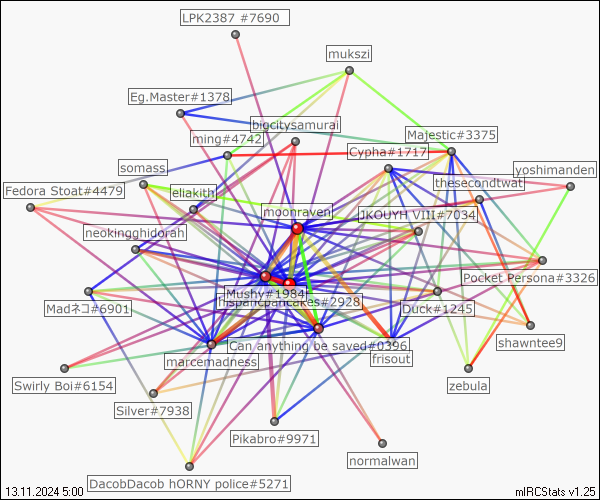 LPK2387 #7690
mukszi
Eg.Master#1378
bigcitysamurai
ming#4742
Majestic#3375
Cypha#1717
somass
yoshimanden
thesecondtwat
Fedora Stoat#4479
eliakith
moonraven
JKOUYH VIII#7034
neokingghidorah
Pocket Persona#3326
Mushy#1984
hispanicpancakes#2928
Madネコ#6901
Duck#1245
Can anything be saved#0396
shawntee9
marcemadness
frisout
Swirly Boi#6154
zebula
Silver#7938
Pikabro#9971
normalwan
DacobDacob hORNY police#5271
13.11.2024 5:00
mIRCStats v1.25